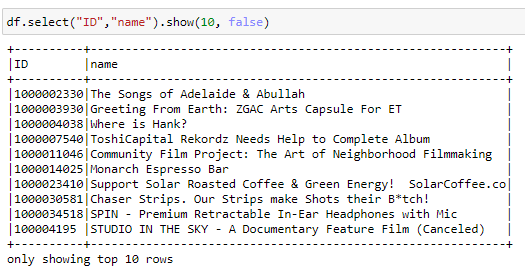 df.select("ID","name").show(10, false)
+----------+------------------------------------------------------+
|ID        |name                                                  |
+----------+------------------------------------------------------+
|1000002330|The Songs of Adelaide & Abullah                       |
|1000003930|Greeting From Earth: ZGAC Arts Capsule For ET         |
|1000004038|Where is Hank?                                        |
|1000007540|ToshiCapital Rekordz Needs Help to Complete Album     |
|1000011046|Community Film Project: The Art of Neighborhood Filmmaking |
|1000014025|Monarch Espresso Bar                                  |
|1000023410|Support Solar Roasted Coffee & Green Energy!  SolarCoffee.co|
|1000030581|Chaser Strips. Our Strips make Shots their B*tch!     |
|1000034518|SPIN - Premium Retractable In-Ear Headphones with Mic |
|100004195 |STUDIO IN THE SKY - A Documentary Feature Film (Canceled) |
+----------+------------------------------------------------------+
only showing top 10 rows